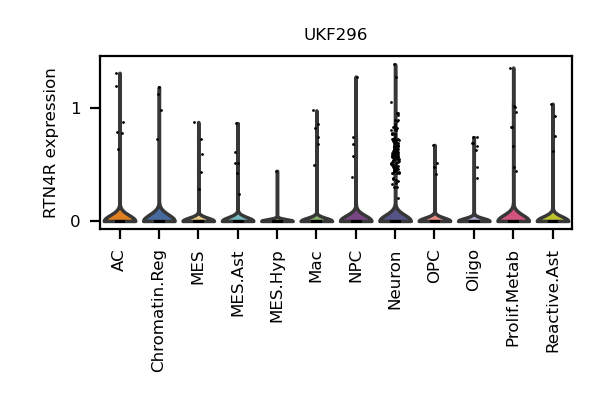 UKF296
RTN4R expression
1
0
AC
Chromatin.Reg
MES
MES.Ast
MES.Hyp
Mac
NPC
Neuron
OPC
Oligo
Prolif.Metab
Reactive.Ast